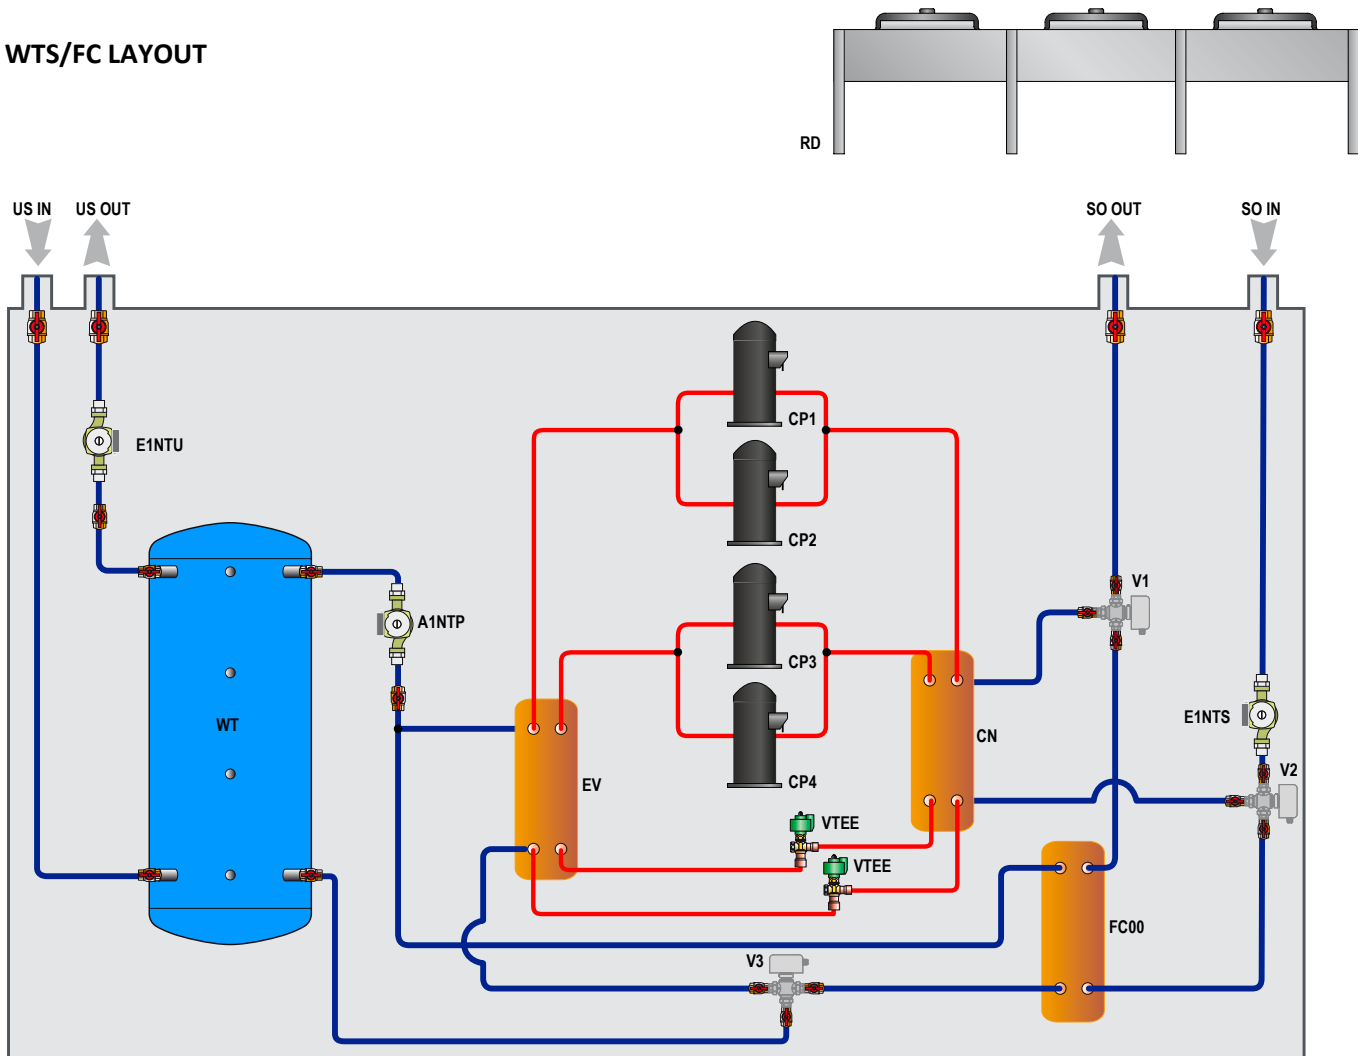 WTS/FC LAYOUT
RD
US IN
US OUT
SO OUT
SO IN
CP1
E1NTU
CP2
V1
A1NTP
CP3
E1NTS
WT
CN
V2
CP4
EV
VTEE
VTEE
FC00
V3